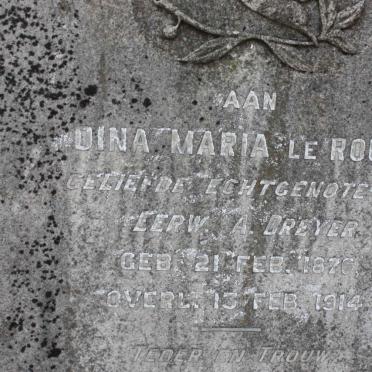 AAN
DINA MARIA LE ROU
GELIEFDE ECHTGENOTE
EERW. A. DREYER
GEB. 21 FEB. 1876
OVERL. 13 FEB. 1914
TEDER EN TROUW